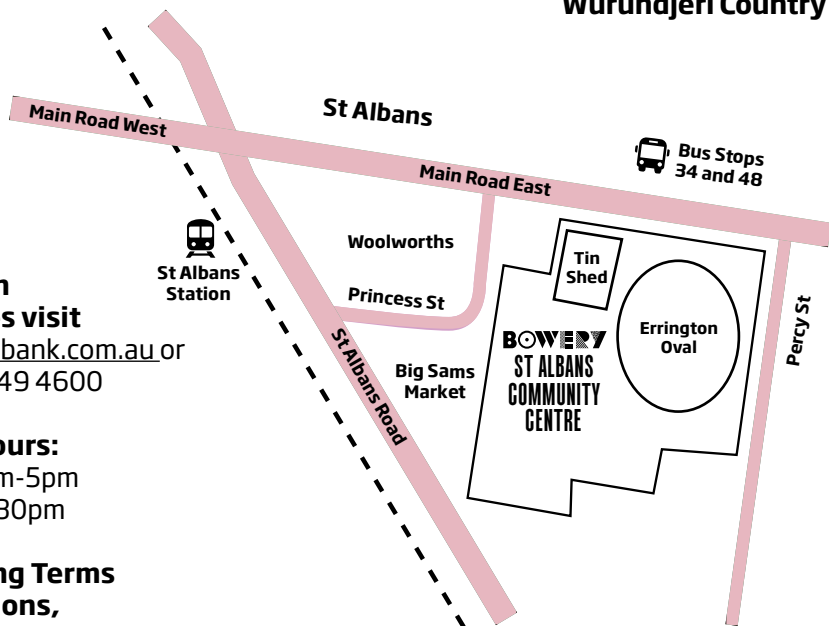 Wurundjeri Country
St Albans
Main Road West
Main Road East
Bus Stops
34 and 48
Woolworths
Tin
Shed
St Albans
Station
Princess St
Errington
Oval
Percy St
BOWERY
ST ALBANS
COMMUNITY
CENTRE
Big Sams
Market
St Albans Road
s visit
bank.com.au or
49 4600
ours:
m-5pm
30pm
ng Terms
ons,